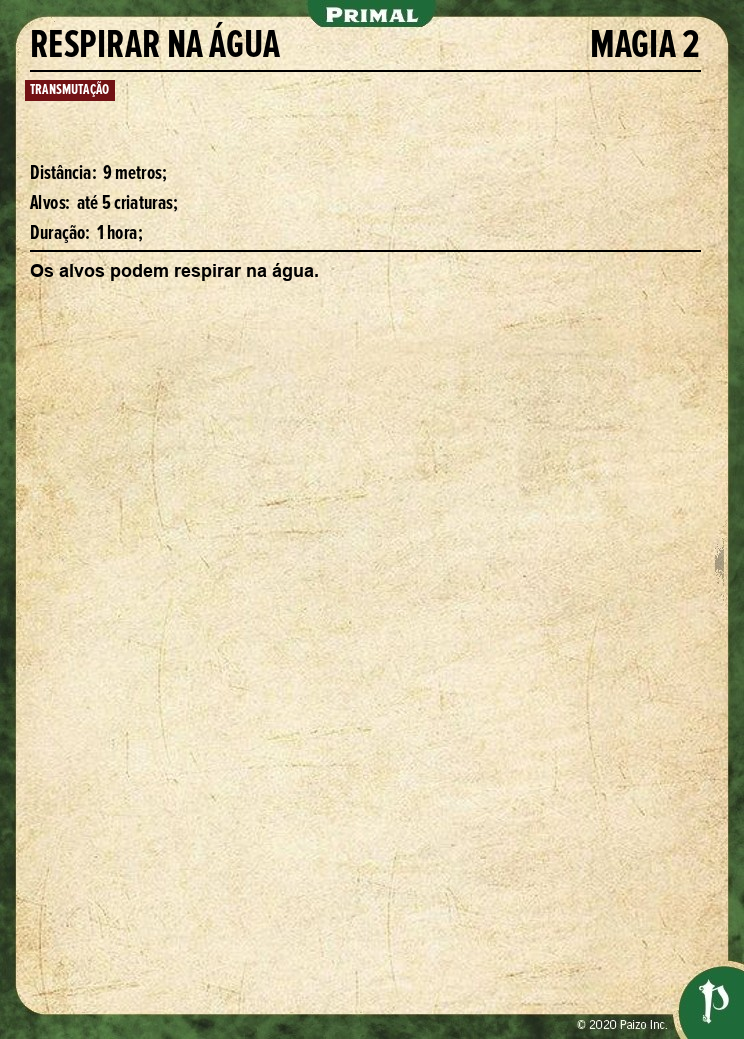 PRIMAL
RESPIRAR NA ÁGUA MAGIA 2
TRANSMUTAÇÃO
Distância: 9 metros;
Alvos: até 5 criaturas;
Duração: 1 hora;
Os alvos podem respirar na água.
© 2020 Paizo Inc.
P